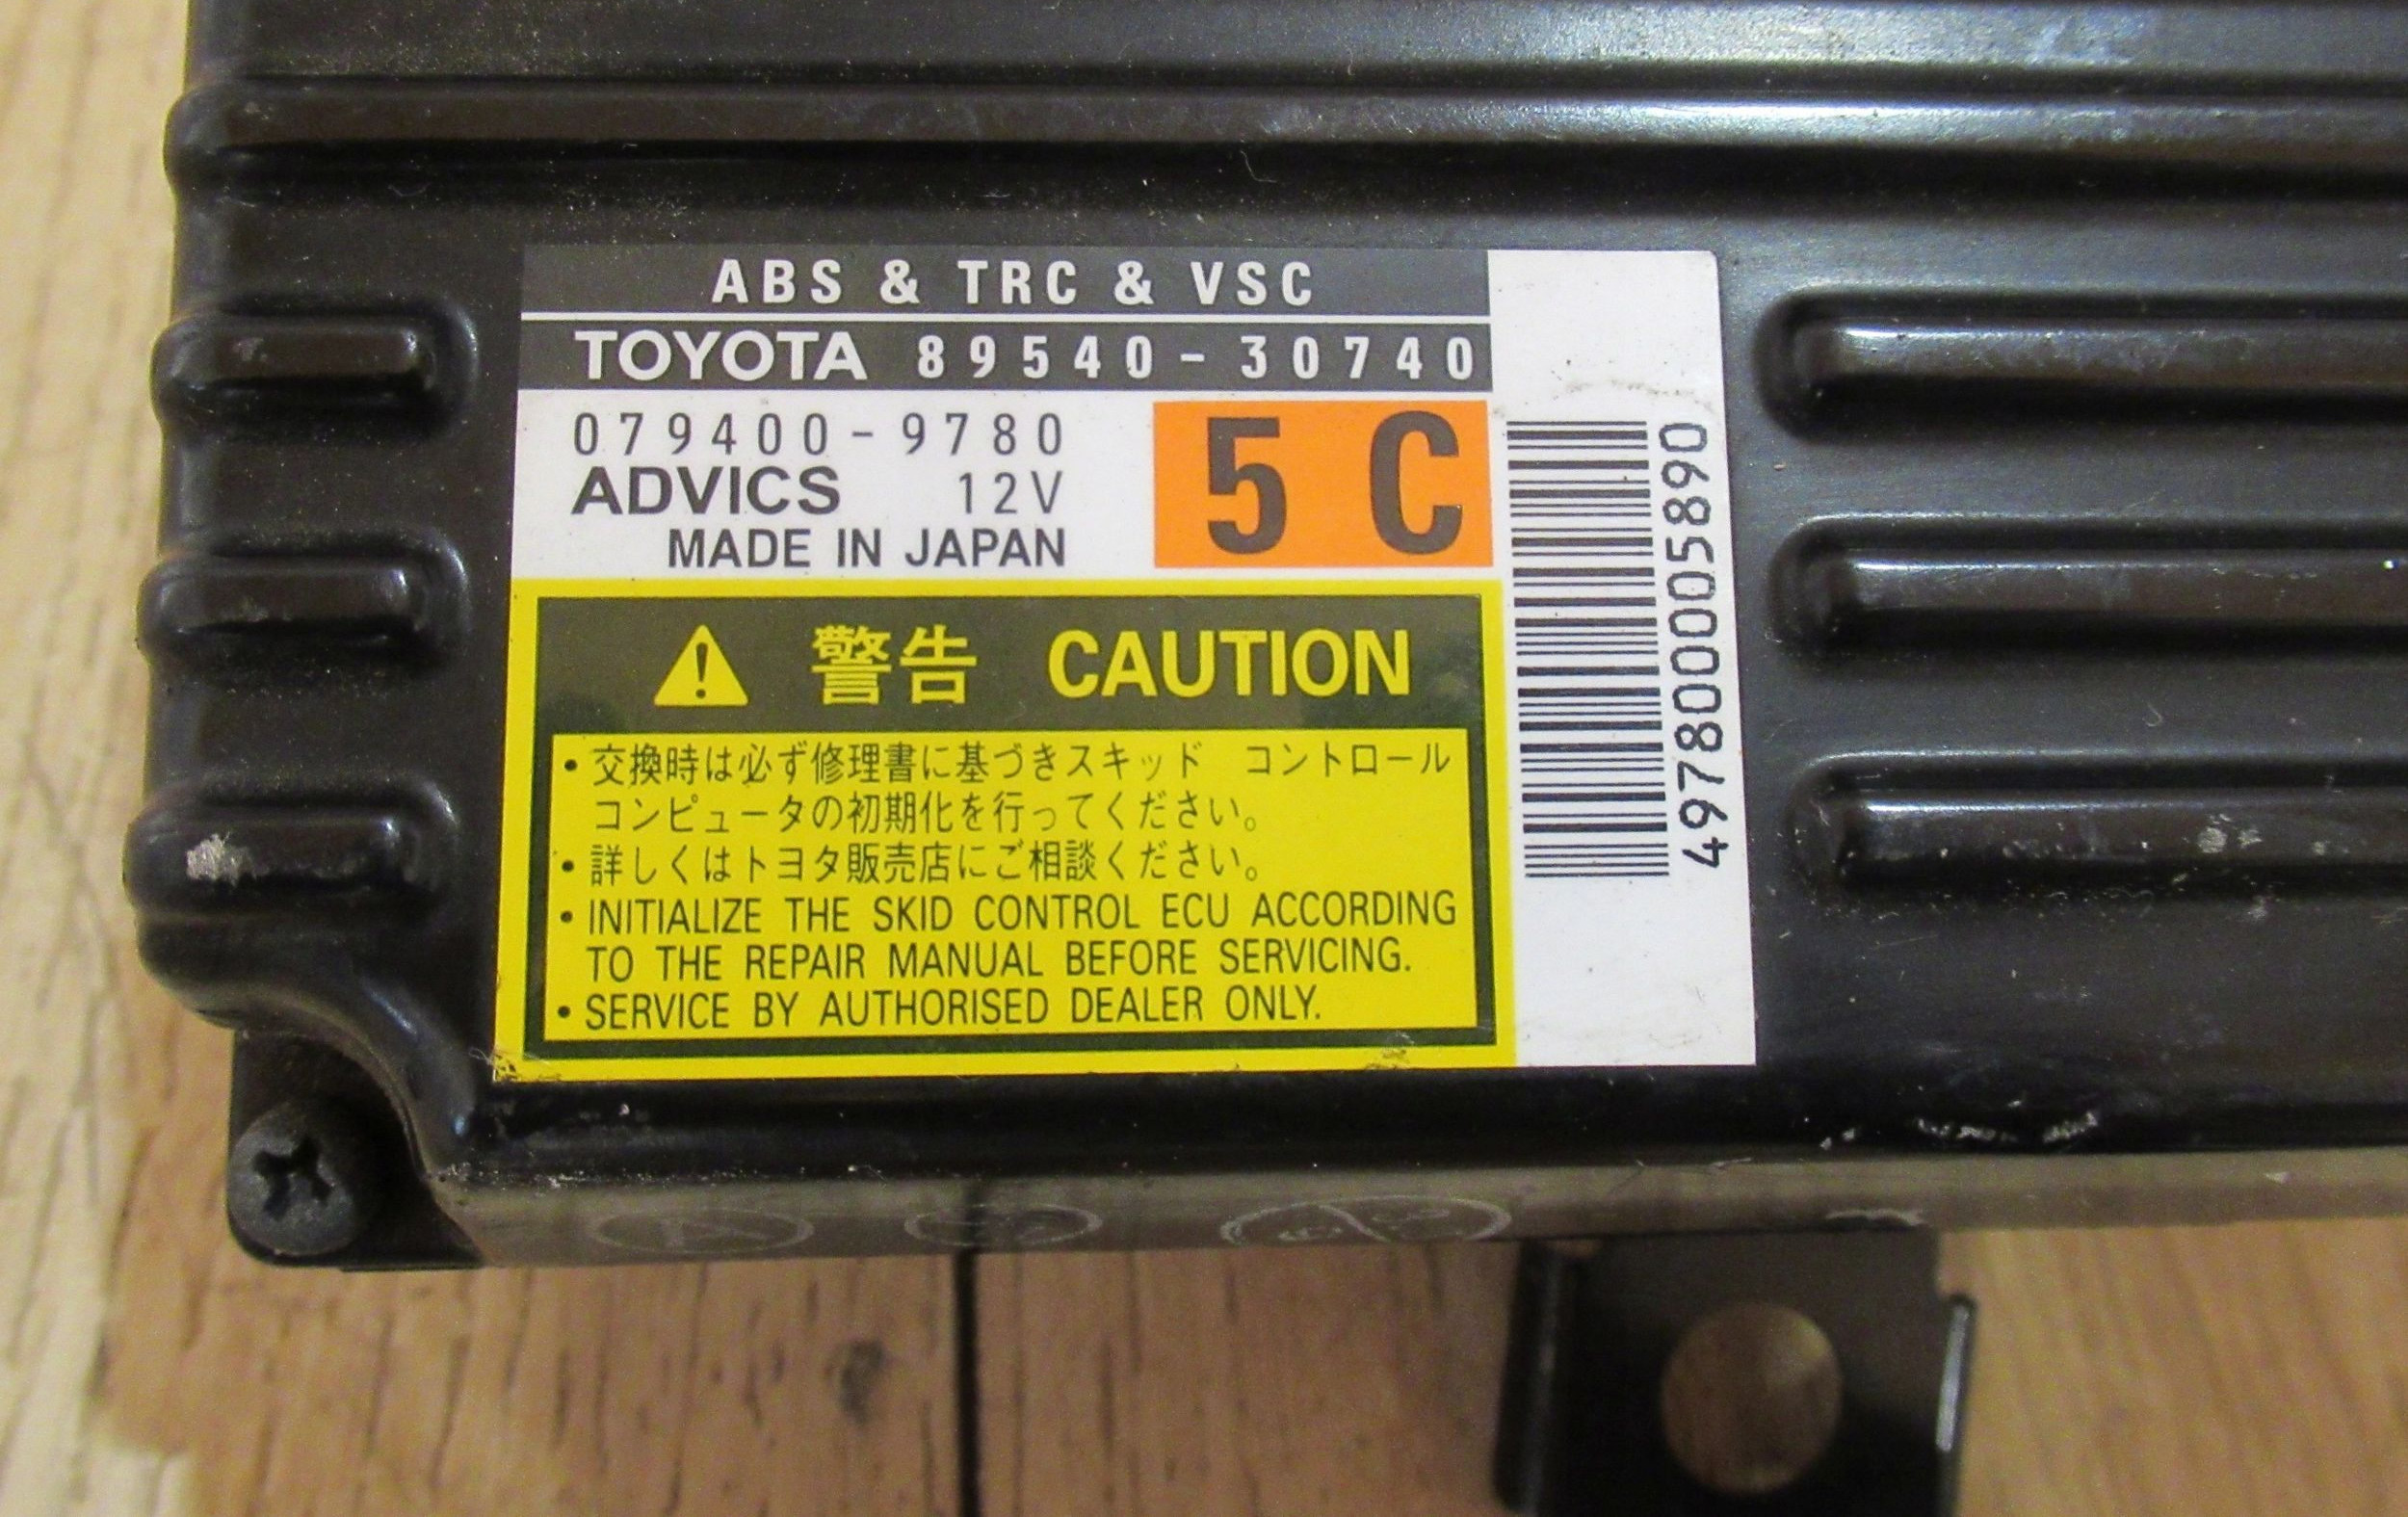 ABS & TRC & VSC
TOYOTA 89540-30740
079400-9780
ADVICS 12V
MADE IN JAPAN
5 C
警告 CAUTION
・交換時は必ず修理書に基づきスキッド コントロール
コンピュータの初期化を行ってください。
・詳しくはトヨタ販売店にご相談ください。
・INITIALIZE THE SKID CONTROL ECU ACCORDING
TO THE REPAIR MANUAL BEFORE SERVICING.
・SERVICE BY AUTHORISED DEALER ONLY.
49780800058890